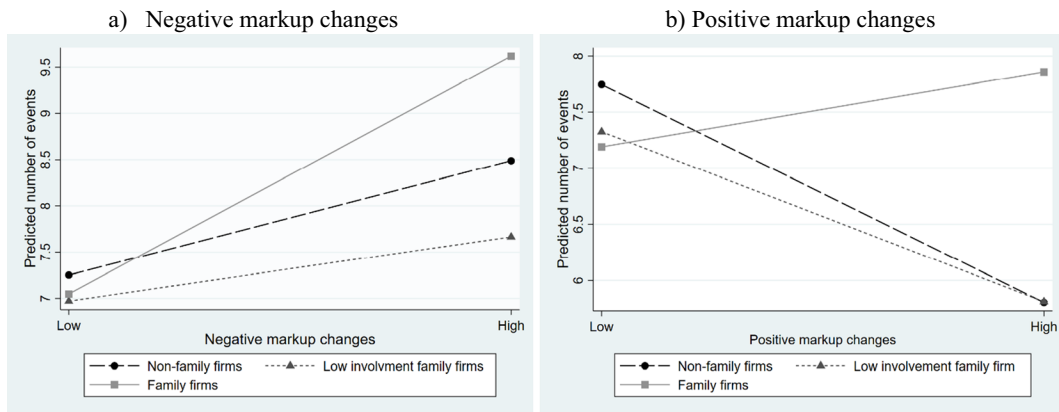 a) Negative markup changes
Predicted number of events
9.5
9
8.5
8
7.5
7
Low
High
Negative markup changes
Non-family firms
Low involvment family firms
Family firms
b) Positive markup changes
Predicted number of events
8
7.5
7
6.5
6
Low
High
Positive markup changes
Non-family firms
Low involvment family firm
Family firms